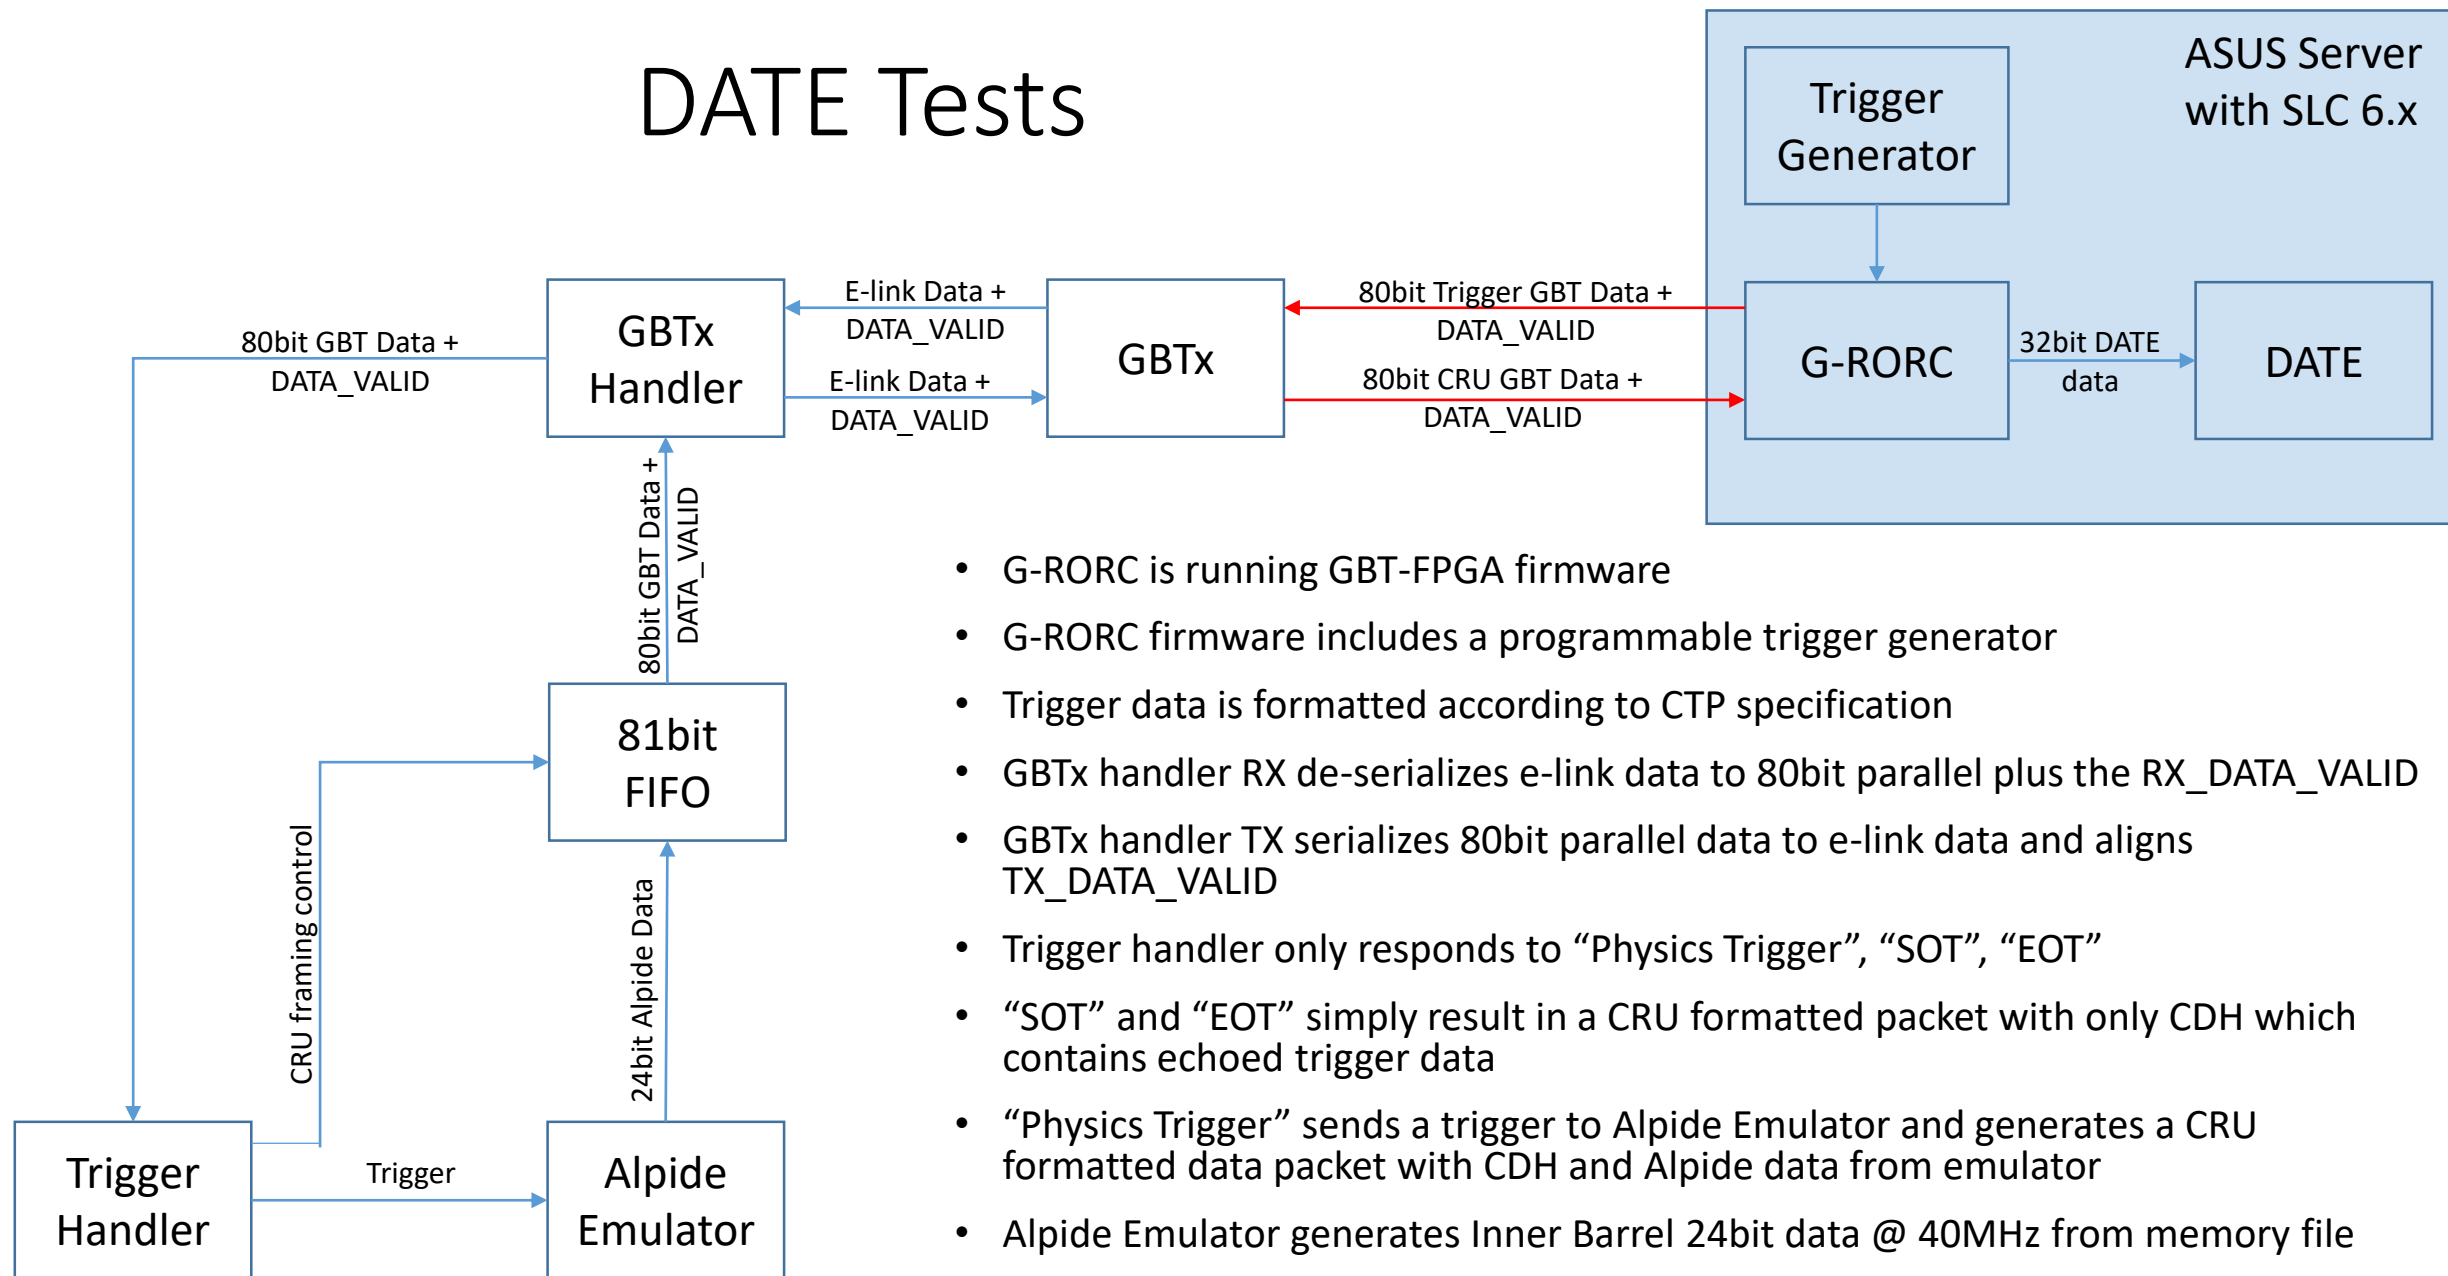 DATE Tests
ASUS Server
with SLC 6.x
Trigger
Generator
80bit GBT Data +
DATA_VALID
GBTx
Handler
E-link Data +
DATA_VALID
E-link Data +
DATA_VALID
GBTx
80bit Trigger GBT Data +
DATA_VALID
80bit CRU GBT Data +
DATA_VALID
G-RORC
32bit DATE
data
DATE
80bit GBT Data +
DATA_VALID
81bit
FIFO
CRU framing control
24bit Alpide Data
Trigger
Handler
Trigger
Alpide
Emulator
• G-RORC is running GBT-FPGA firmware
• G-RORC firmware includes a programmable trigger generator
• Trigger data is formatted according to CTP specification
• GBTx handler RX de-serializes e-link data to 80bit parallel plus the RX_DATA_VALID
• GBTx handler TX serializes 80bit parallel data to e-link data and aligns
TX_DATA_VALID
• Trigger handler only responds to “Physics Trigger”, “SOT”, “EOT”
• “SOT” and “EOT” simply result in a CRU formatted packet with only CDH which
contains echoed trigger data
• “Physics Trigger” sends a trigger to Alpide Emulator and generates a CRU
formatted data packet with CDH and Alpide data from emulator
• Alpide Emulator generates Inner Barrel 24bit data @ 40MHz from memory file